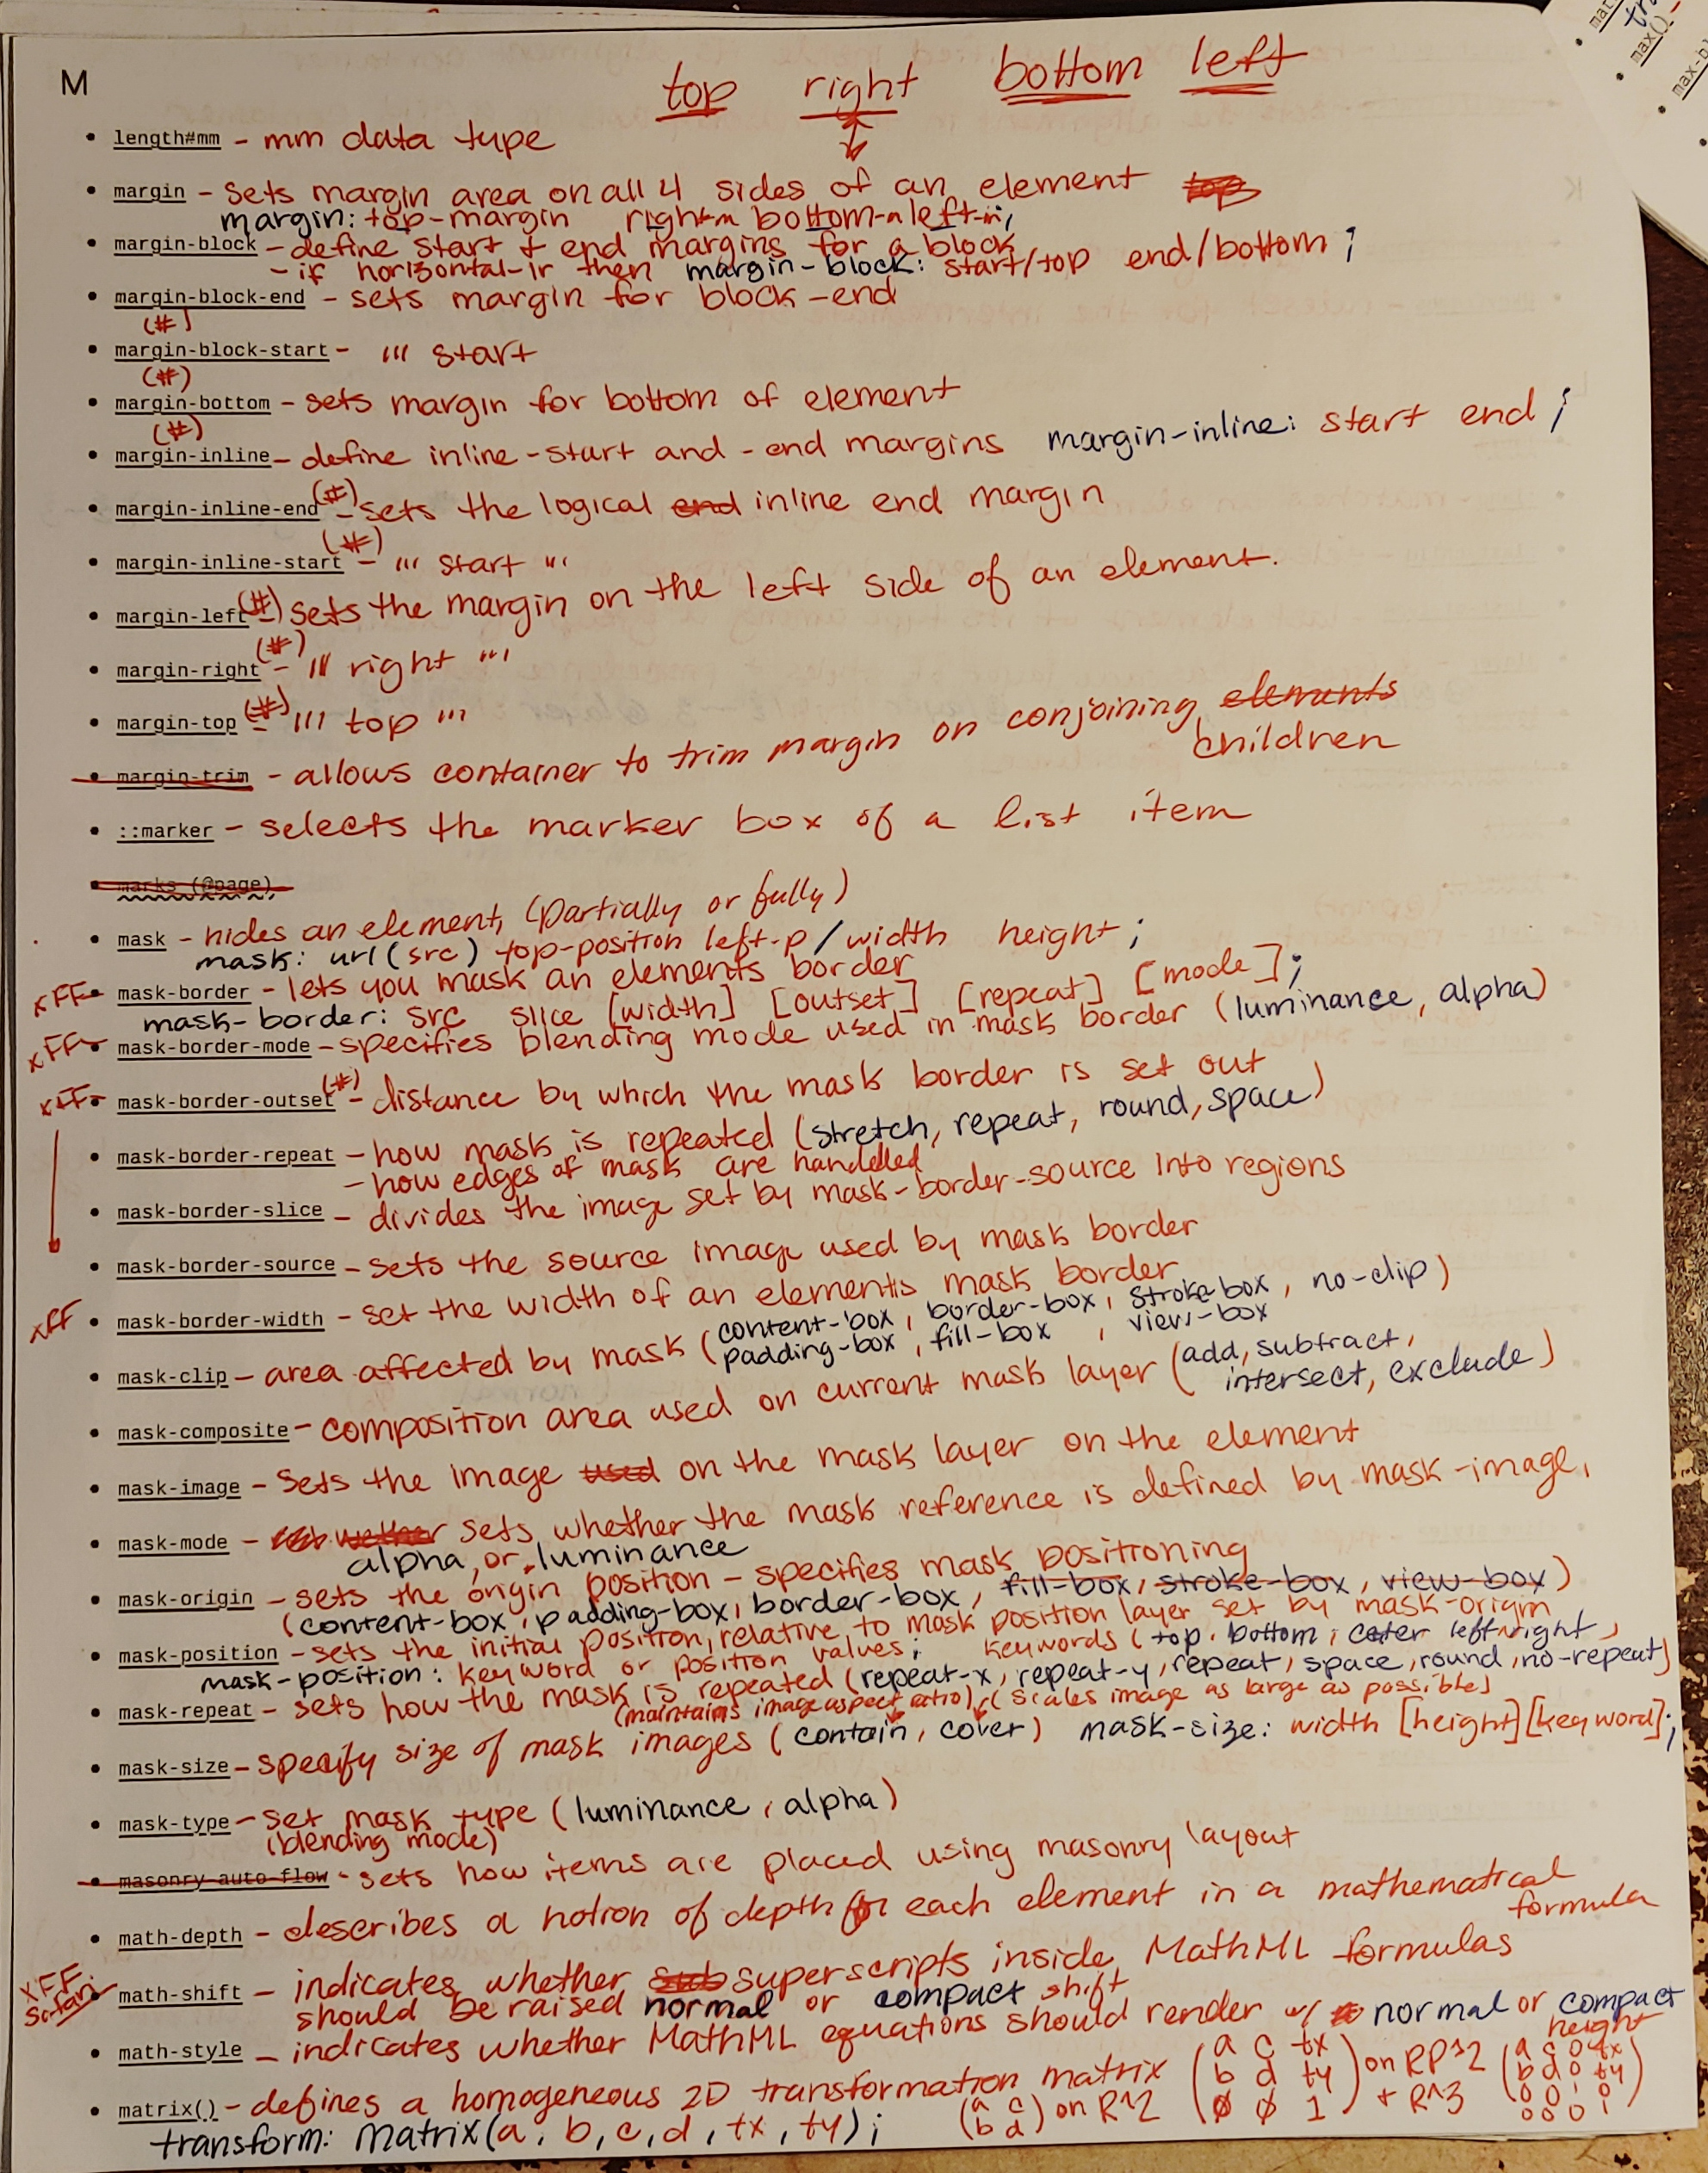 M
top right bottom left
• length#mm - mm data type
• margin - sets margin area on all 4 sides of an element top
margin: top-margin right-m bottom-m left-m;
• margin-block - define start + end margins for a block
- if horizontal-lr then margin-block: start/top end/bottom;
• margin-block-end - sets margin for block-end
(#)
• margin-block-start - "' start
(#)
• margin-bottom - sets margin for bottom of element
(#)
• margin-inline - define inline-start and -end margins margin-inline: start end;
• margin-inline-end (#) - sets the logical end inline end margin
• margin-inline-start (#) - "' start "'
• margin-left (#) - sets the margin on the left side of an element.
• margin-right (#) - "' right "'
• margin-top (#) - "' top "'
• margin-trim - allows container to trim margin on conjoining elements
children
• ::marker - selects the marker box of a list item
• marks (@page)
• mask - hides an element, (partially or fully)
mask: url(src) top-position left-p/width height;
xFF • mask-border - lets you mask an elements border
mask-border: src slice [width] [outset] [repeat] [mode];
xFF • mask-border-mode - specifies blending mode used in mask border (luminance, alpha)
xFF • mask-border-outset (#) - distance by which the mask border is set out
• mask-border-repeat - how mask is repeated (stretch, repeat, round, space)
- how edges of mask are handelled
• mask-border-slice - divides the image set by mask-border-source into regions
• mask-border-source - sets the source image used by mask border
xFF • mask-border-width - set the width of an elements mask border
• mask-clip - area affected by mask (content-box, border-box, stroke-box, no-clip)
padding-box, fill-box, view-box
• mask-composite - composition area used on current mask layer (add, subtract,
intersect, exclude)
• mask-image - sets the image used on the mask layer on the element
• mask-mode - wether sets whether the mask reference is defined by mask-image,
alpha, or luminance
• mask-origin - sets the origin position - specifies mask positioning
(content-box, padding-box, border-box, fill-box, stroke-box, view-box)
• mask-position - sets the initial position, relative to mask position layer set by mask-origin
mask-position: keyword or position values; keywords (top, bottom, center left right)
• mask-repeat - sets how the mask is repeated (repeat-x, repeat-y, repeat, space, round, no-repeat)
(maintains image aspect ratio), (scales image as large as possible)
• mask-size - specify size of mask images (contain, cover) mask-size: width [height] [keyword];
• mask-type - set mask type (luminance, alpha)
(blending mode)
• masonry-auto-flow - sets how items are placed using masonry layout
• math-depth - describes a notion of depth for each element in a mathematical
formula
xFF Safari • math-shift - indicates whether sub superscripts inside MathML formulas
should be raised normal or compact shift
• math-style - indicates whether MathML equations should render w/ normal or compact
height
• matrix() - defines a homogeneous 2D transformation matrix (a c tx b d ty 0 0 1) on RP^2 (a c 0 tx b d 0 ty 0 0 1 0 0 0 0 1)
(a c b d) on R^2 + R^3
transform: matrix(a, b, c, d, tx, ty);
max()
max-b